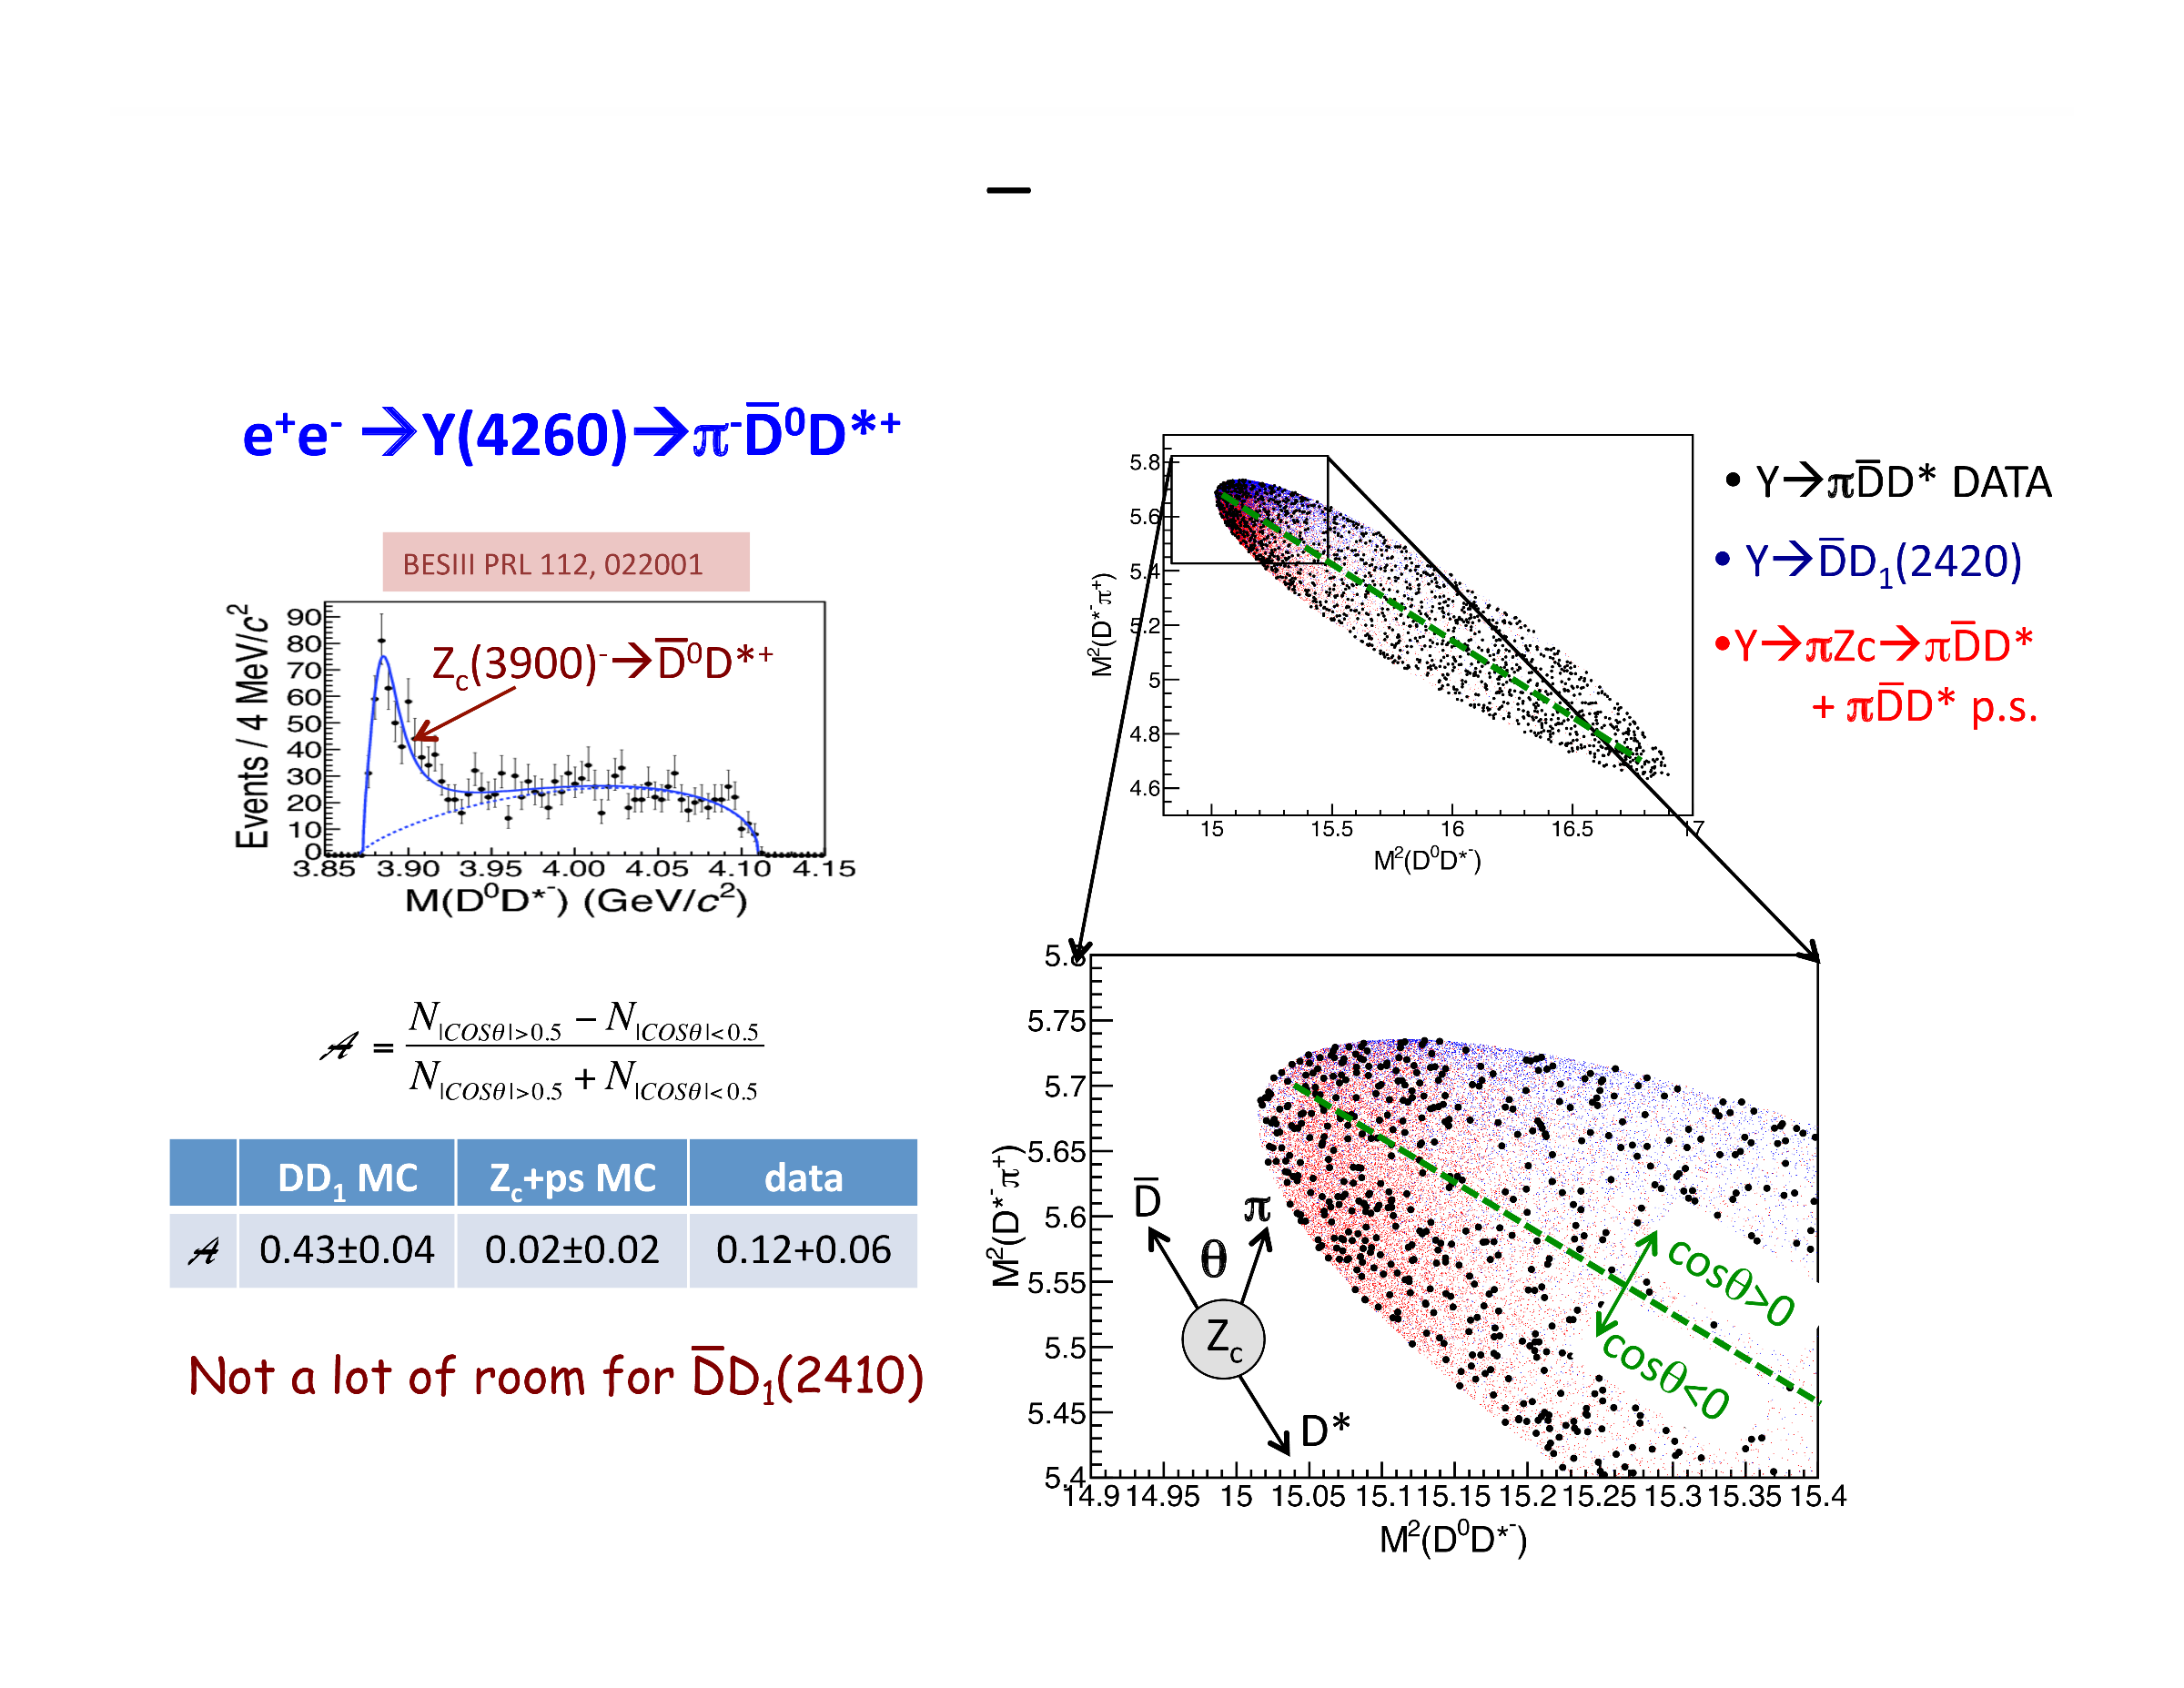 e⁺e⁻ →Y(4260)→π⁻D̅⁰D*⁺
BESIII PRL 112, 022001
Events / 4 MeV/c²
90
80
70
60
50
40
30
20
10
0
Z_c(3900)⁻→D̅⁰D*⁺
3.85 3.90 3.95 4.00 4.05 4.10 4.15
M(D⁰D*⁻) (GeV/c²)
𝒜 = (N_|COSθ|>0.5 − N_|COSθ|<0.5) / (N_|COSθ|>0.5 + N_|COSθ|<0.5)
DD₁ MC Z_c+ps MC data
𝒜 0.43±0.04 0.02±0.02 0.12+0.06
Not a lot of room for D̅D₁(2410)
M²(D*⁻π⁺)
5.8
5.6
5.4
5.2
5
4.8
4.6
15 15.5 16 16.5 17
M²(D⁰D*⁻)
• Y→πD̅D* DATA
• Y→D̅D₁(2420)
•Y→πZc→πD̅D*
+ πD̅D* p.s.
M²(D*⁻π⁺)
5.8
5.75
5.7
5.65
5.6
5.55
5.5
5.45
5.4
D̅
π
θ
Z_c
D*
cosθ>0
cosθ<0
14.9 14.95 15 15.05 15.1 15.15 15.2 15.25 15.3 15.35 15.4
M²(D⁰D*⁻)